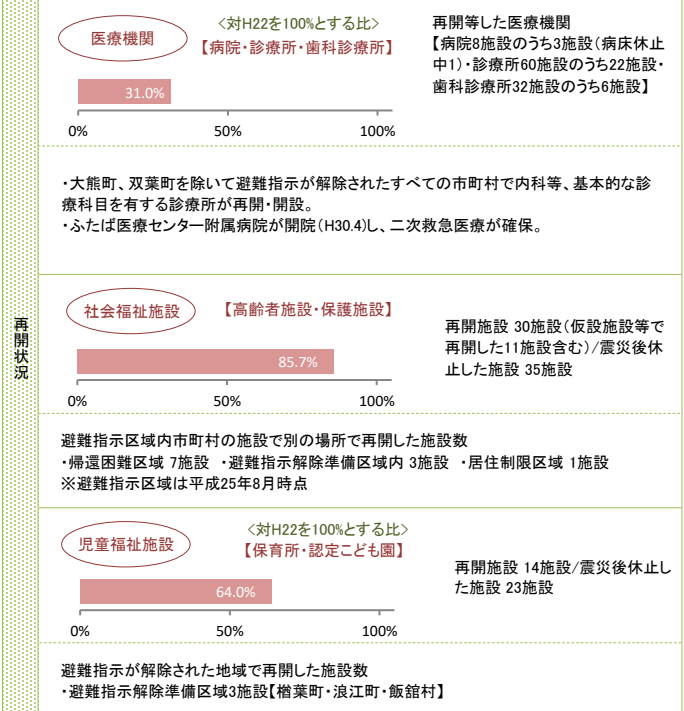 再開状況
医療機関
<対H22を100%とする比>
【病院・診療所・歯科診療所】
31.0%
0% 50% 100%
再開等した医療機関
【病院8施設のうち3施設(病床休止
中1)・診療所60施設のうち22施設・
歯科診療所32施設のうち6施設】
・大熊町、双葉町を除いて避難指示が解除されたすべての市町村で内科等、基本的な診
療科目を有する診療所が再開・開設。
・ふたば医療センター附属病院が開院(H30.4)し、二次救急医療が確保。
社会福祉施設
【高齢者施設・保護施設】
85.7%
0% 50% 100%
再開施設 30施設(仮設施設等で
再開した11施設含む)/震災後休
止した施設 35施設
避難指示区域内市町村の施設で別の場所で再開した施設数
・帰還困難区域 7施設 ・避難指示解除準備区域内 3施設 ・居住制限区域 1施設
※避難指示区域は平成25年8月時点
児童福祉施設
<対H22を100%とする比>
【保育所・認定こども園】
64.0%
0% 50% 100%
再開施設 14施設/震災後休止し
た施設 23施設
避難指示が解除された地域で再開した施設数
・避難指示解除準備区域3施設【楢葉町・浪江町・飯舘村】